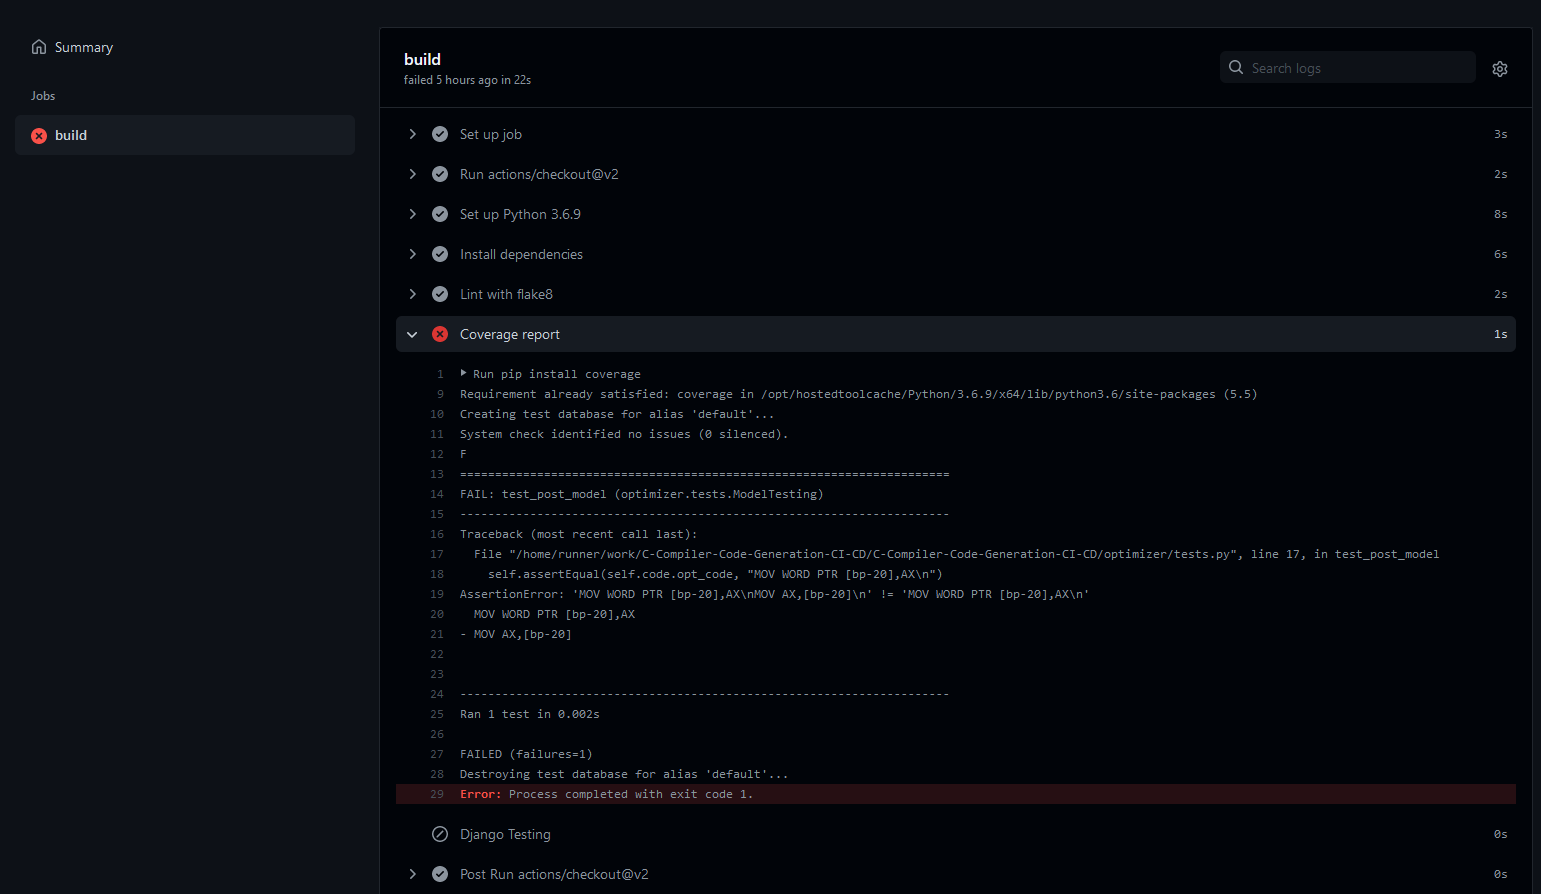 Summary
Jobs
build
build
failed 5 hours ago in 22s
Search logs
Set up job 3s
Run actions/checkout@v2 2s
Set up Python 3.6.9 8s
Install dependencies 6s
Lint with flake8 2s
Coverage report 1s
1 Run pip install coverage
9 Requirement already satisfied: coverage in /opt/hostedtoolcache/Python/3.6.9/x64/lib/python3.6/site-packages (5.5)
10 Creating test database for alias 'default'...
11 System check identified no issues (0 silenced).
12 F
13 ======================================================================
14 FAIL: test_post_model (optimizer.tests.ModelTesting)
15 ----------------------------------------------------------------------
16 Traceback (most recent call last):
17   File "/home/runner/work/C-Compiler-Code-Generation-CI-CD/C-Compiler-Code-Generation-CI-CD/optimizer/tests.py", line 17, in test_post_model
18     self.assertEqual(self.code.opt_code, "MOV WORD PTR [bp-20],AX\n")
19 AssertionError: 'MOV WORD PTR [bp-20],AX\nMOV AX,[bp-20]\n' != 'MOV WORD PTR [bp-20],AX\n'
20   MOV WORD PTR [bp-20],AX
21 - MOV AX,[bp-20]
22
23
24 ----------------------------------------------------------------------
25 Ran 1 test in 0.002s
26
27 FAILED (failures=1)
28 Destroying test database for alias 'default'...
29 Error: Process completed with exit code 1.
Django Testing 0s
Post Run actions/checkout@v2 0s